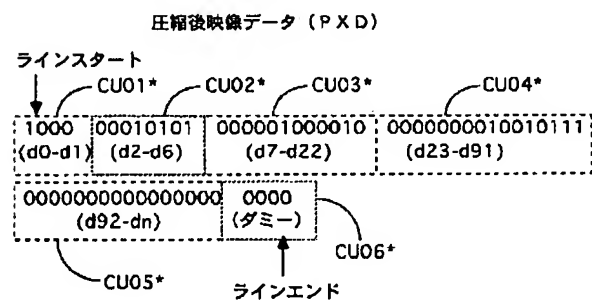 圧縮後映像データ (PXD)
ラインスタート
CU01* CU02* CU03* CU04*
1000 00010101 000001000010 0000000010010111
(d0-d1) (d2-d6) (d7-d22) (d23-d91)
0000000000000000 0000
(d92-dn) (ダミー)
CU05* CU06*
ラインエンド